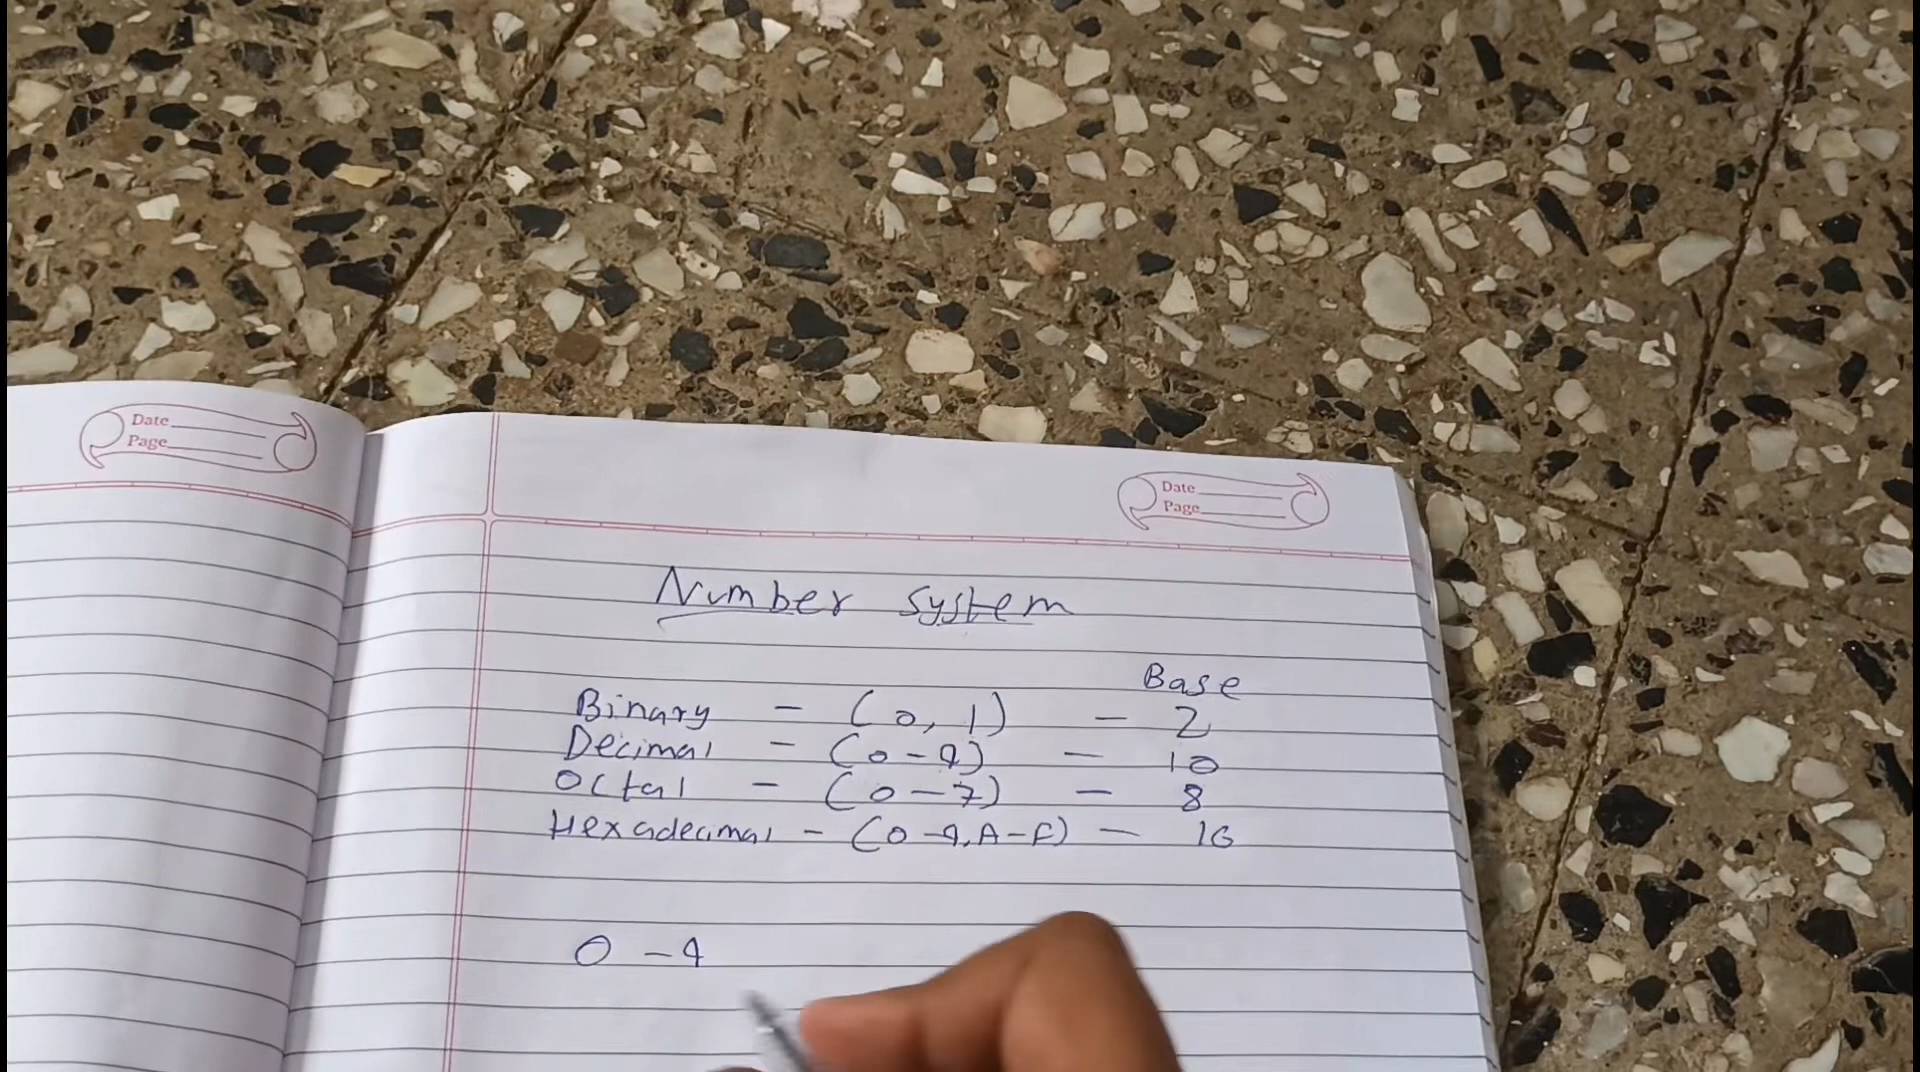 Date
Page
Date
Page
Number System
Base
Binary - (0, 1) - 2
Decimal - (0-9) - 10
Octal - (0-7) - 8
Hexadecimal - (0-9, A-F) - 16
0 - 9